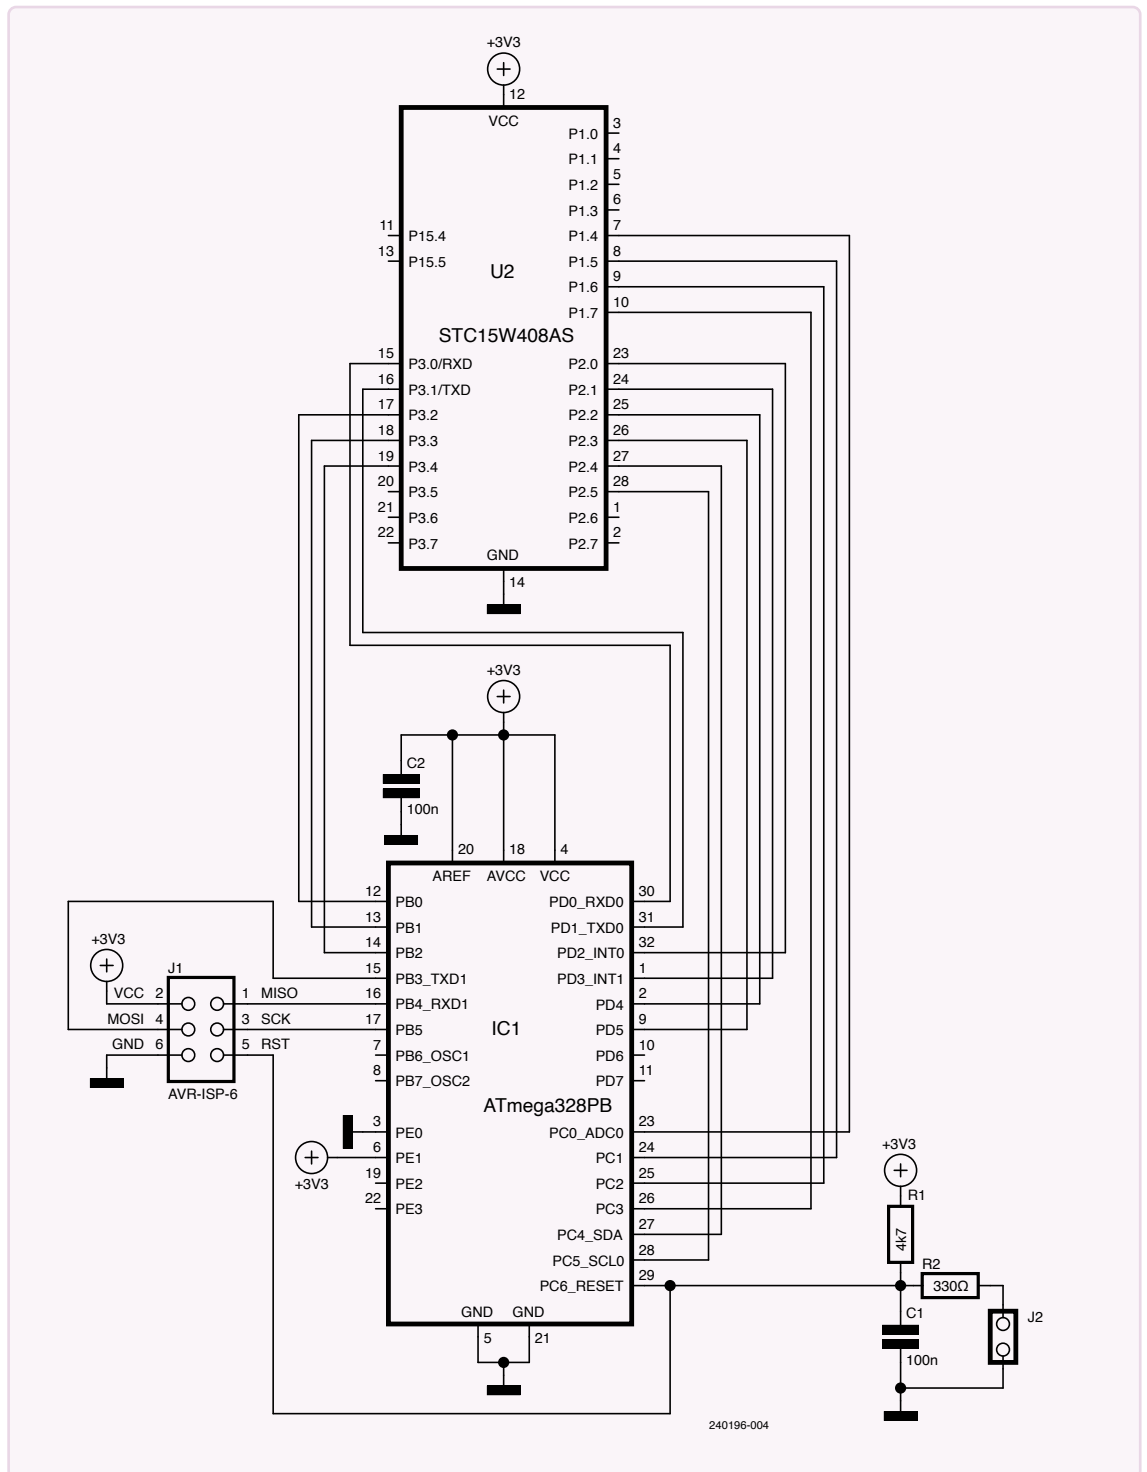 +3V3
12
VCC
P1.0 3
P1.1 4
P1.2 5
P1.3 6
11 P15.4
P1.4 7
13 P15.5
P1.5 8
U2
P1.6 9
P1.7 10
STC15W408AS
15 P3.0/RXD
P2.0 23
16 P3.1/TXD
P2.1 24
17 P3.2
P2.2 25
18 P3.3
P2.3 26
19 P3.4
P2.4 27
20 P3.5
P2.5 28
21 P3.6
P2.6 1
22 P3.7
P2.7 2
GND
14
+3V3
C2
100n
20 18 4
AREF AVCC VCC
12 PB0
PD0_RXD0 30
13 PB1
PD1_TXD0 31
14 PB2
PD2_INT0 32
15 PB3_TXD1
PD3_INT1 1
16 PB4_RXD1
PD4 2
17 PB5
PD5 9
7 PB6_OSC1
PD6 10
8 PB7_OSC2
PD7 11
IC1
ATmega328PB
+3V3
J1
VCC 2
1 MISO
MOSI 4
3 SCK
GND 6
5 RST
AVR-ISP-6
3 PE0
PC0_ADC0 23
6 PE1
PC1 24
+3V3
19 PE2
PC2 25
22 PE3
PC3 26
PC4_SDA 27
PC5_SCL0 28
PC6_RESET 29
GND GND
5 21
+3V3
R1
4k7
R2
330Ω
C1
100n
J2
240196-004